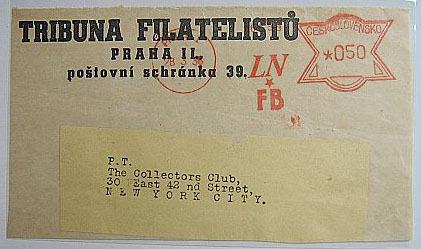 TRIBUNA FILATELISTŮ
PRAHA II.,
poštovní schránka 39.
LN
FB
ČESKOSLOVENSKO
*050
P.T.
The Collectors Club,
30 East 42 nd Street,
NEW YORK CITY.